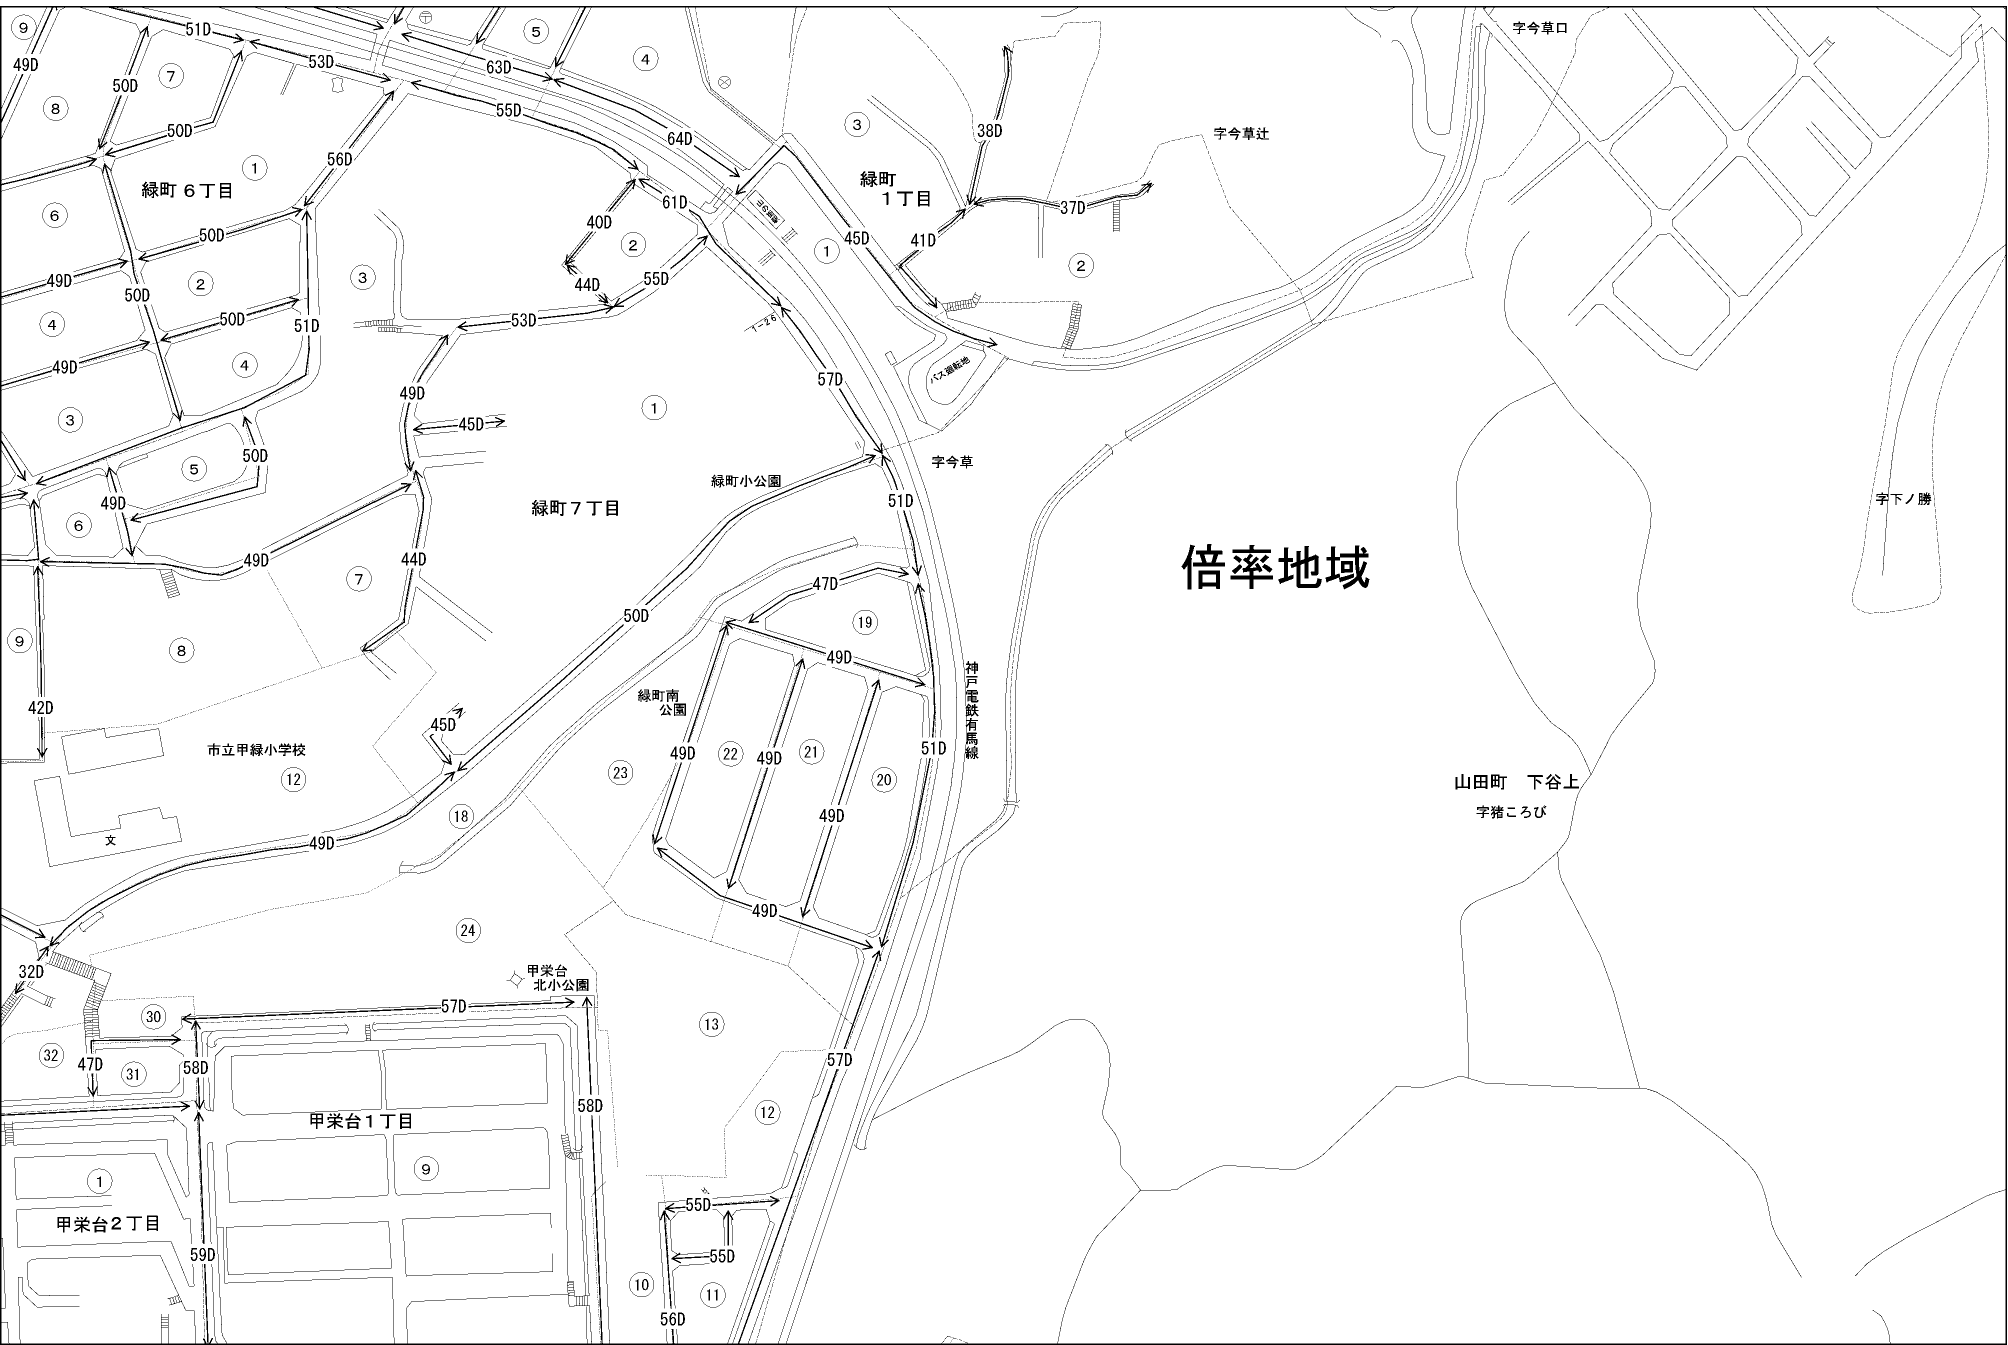 9
51D
5
字今草口
49D
7
53D
63D
4
50D
8
55D
50D
64D
3
38D
字今草辻
56D
1
緑町６丁目
緑町
１丁目
61D
6
50D
40D
2
45D
41D
37D
1
2
49D
3
44D
55D
50D
2
4
50D
51D
53D
1-26
4
49D
57D
バス廻転地
49D
1
3
45D
50D
字今草
5
緑町小公園
49D
51D
字下ノ勝
緑町７丁目
6
倍率地域
49D
44D
7
47D
50D
19
9
8
49D
神戸電鉄有馬線
緑町南
公園
42D
45D
49D
22
49D
21
51D
市立甲緑小学校
12
23
20
山田町　下谷上
字猪ころび
18
49D
文
49D
49D
24
32D
甲栄台
北小公園
57D
30
13
32
47D
31
58D
57D
58D
12
甲栄台１丁目
9
1
55D
甲栄台２丁目
59D
55D
10
11
56D